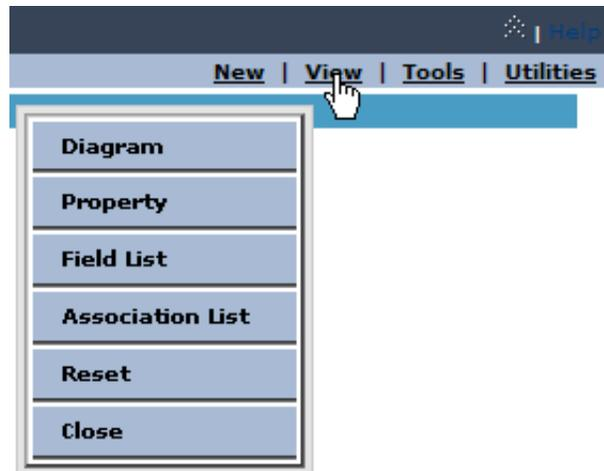 | Help
New | View | Tools | Utilities
Diagram
Property
Field List
Association List
Reset
Close